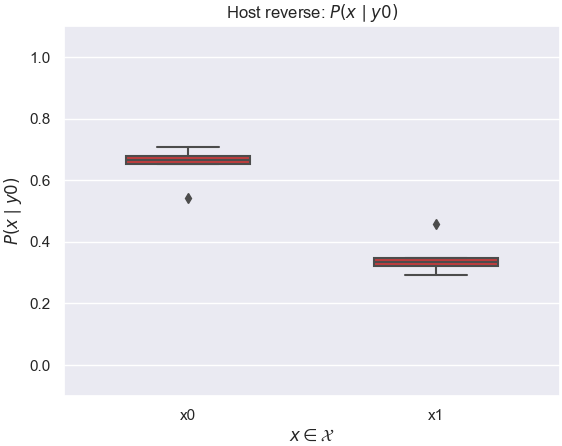 Host reverse: P(x | y0)
P(x | y0)
1.0
0.8
0.6
0.4
0.2
0.0
x0 x1
x ∈ 𝒳